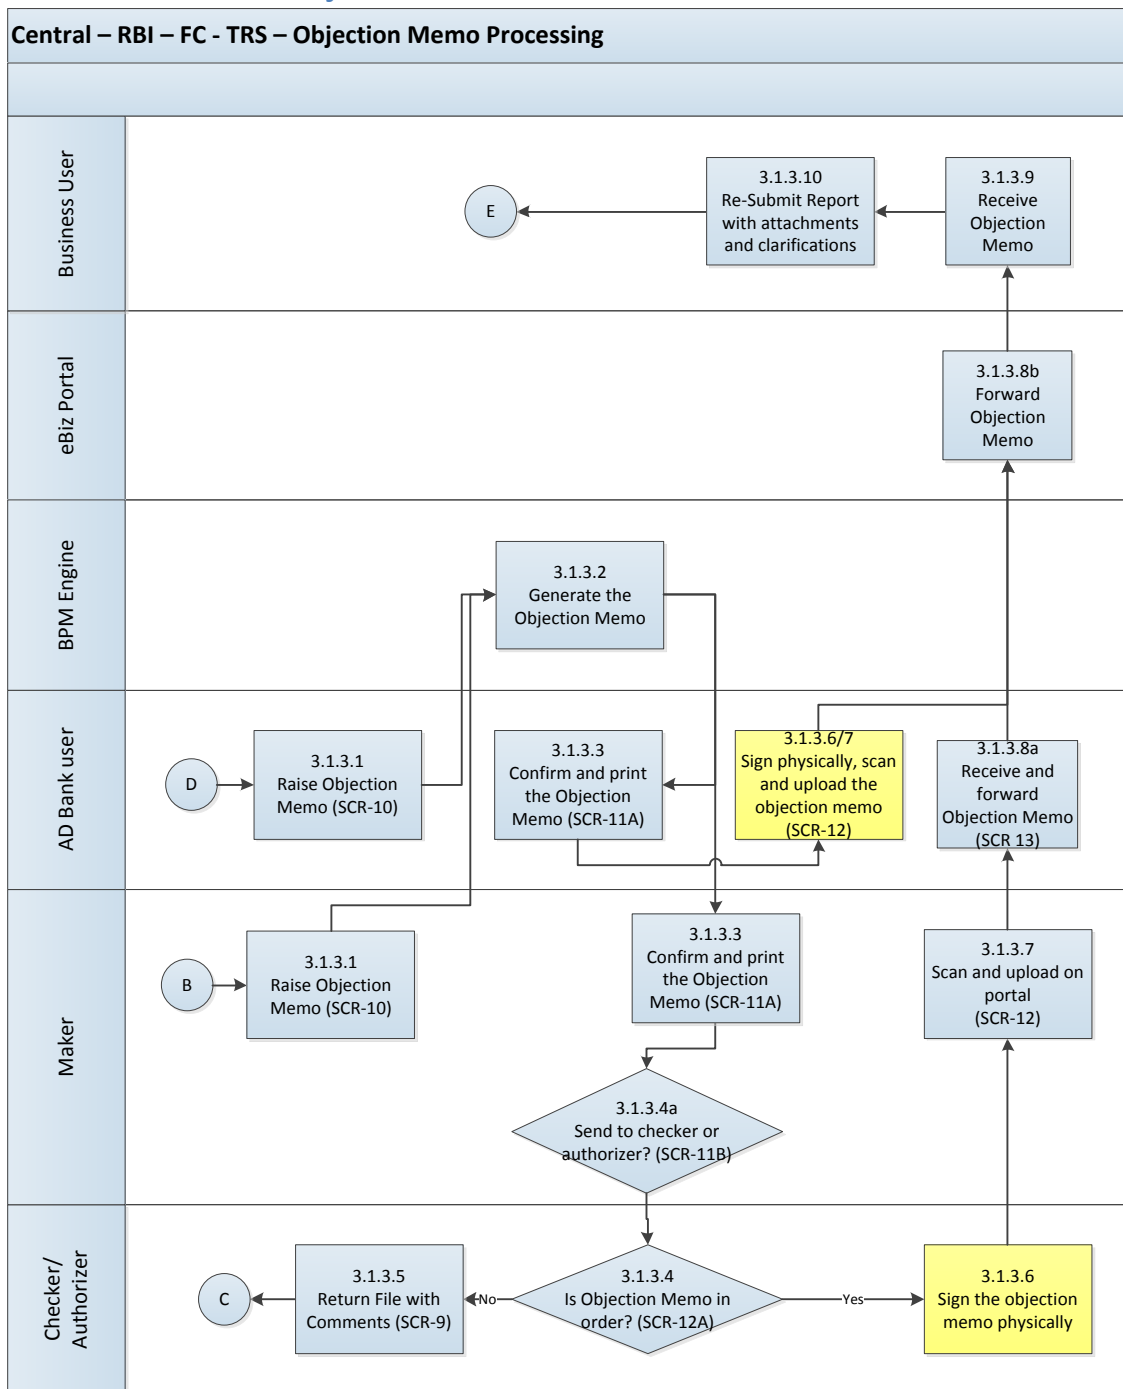 Central – RBI – FC - TRS – Objection Memo Processing
Business User
E
3.1.3.10
Re-Submit Report
with attachments
and clarifications
3.1.3.9
Receive
Objection
Memo
eBiz Portal
3.1.3.8b
Forward
Objection
Memo
BPM Engine
3.1.3.2
Generate the
Objection Memo
AD Bank user
D
3.1.3.1
Raise Objection
Memo (SCR-10)
3.1.3.3
Confirm and print
the Objection
Memo (SCR-11A)
3.1.3.6/7
Sign physically, scan
and upload the
objection memo
(SCR-12)
3.1.3.8a
Receive and
forward
Objection Memo
(SCR 13)
Maker
B
3.1.3.1
Raise Objection
Memo (SCR-10)
3.1.3.3
Confirm and print
the Objection
Memo (SCR-11A)
3.1.3.7
Scan and upload on
portal
(SCR-12)
3.1.3.4a
Send to checker or
authorizer? (SCR-11B)
Checker/
Authorizer
C
3.1.3.5
Return File with
Comments (SCR-9)
No
3.1.3.4
Is Objection Memo in
order? (SCR-12A)
Yes
3.1.3.6
Sign the objection
memo physically